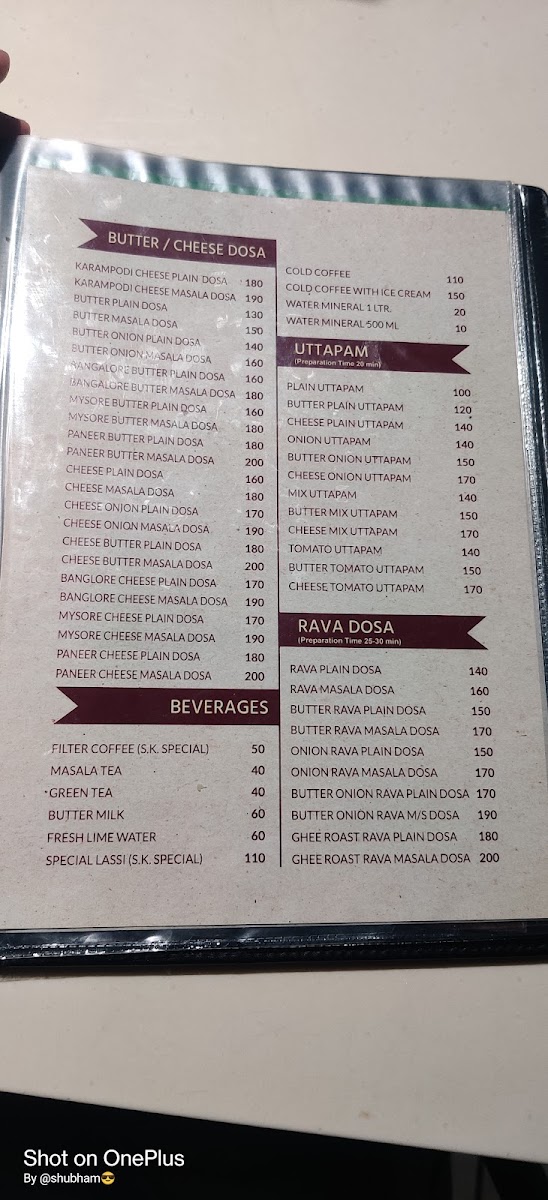 BUTTER / CHEESE DOSA
KARAMPODI CHEESE PLAIN DOSA 180
KARAMPODI CHEESE MASALA DOSA 190
BUTTER PLAIN DOSA 130
BUTTER MASALA DOSA 150
BUTTER ONION PLAIN DOSA 140
BUTTER ONION MASALA DOSA 160
BANGALORE BUTTER PLAIN DOSA 160
BANGALORE BUTTER MASALA DOSA 180
MYSORE BUTTER PLAIN DOSA 160
MYSORE BUTTER MASALA DOSA 180
PANEER BUTTER PLAIN DOSA 180
PANEER BUTTER MASALA DOSA 200
CHEESE PLAIN DOSA 160
CHEESE MASALA DOSA 180
CHEESE ONION PLAIN DOSA 170
CHEESE ONION MASALA DOSA 190
CHEESE BUTTER PLAIN DOSA 180
CHEESE BUTTER MASALA DOSA 200
BANGLORE CHEESE PLAIN DOSA 170
BANGLORE CHEESE MASALA DOSA 190
MYSORE CHEESE PLAIN DOSA 170
MYSORE CHEESE MASALA DOSA 190
PANEER CHEESE PLAIN DOSA 180
PANEER CHEESE MASALA DOSA 200
BEVERAGES
FILTER COFFEE (S.K. SPECIAL) 50
MASALA TEA 40
GREEN TEA 40
BUTTER MILK 60
FRESH LIME WATER 60
SPECIAL LASSI (S.K. SPECIAL) 110
COLD COFFEE 110
COLD COFFEE WITH ICE CREAM 150
WATER MINERAL 1 LTR. 20
WATER MINERAL 500 ML 10
UTTAPAM
(Preparation Time 20 min)
PLAIN UTTAPAM 100
BUTTER PLAIN UTTAPAM 120
CHEESE PLAIN UTTAPAM 140
ONION UTTAPAM 140
BUTTER ONION UTTAPAM 150
CHEESE ONION UTTAPAM 170
MIX UTTAPAM 140
BUTTER MIX UTTAPAM 150
CHEESE MIX UTTAPAM 170
TOMATO UTTAPAM 140
BUTTER TOMATO UTTAPAM 150
CHEESE TOMATO UTTAPAM 170
RAVA DOSA
(Preparation Time 25-30 min)
RAVA PLAIN DOSA 140
RAVA MASALA DOSA 160
BUTTER RAVA PLAIN DOSA 150
BUTTER RAVA MASALA DOSA 170
ONION RAVA PLAIN DOSA 150
ONION RAVA MASALA DOSA 170
BUTTER ONION RAVA PLAIN DOSA 170
BUTTER ONION RAVA M/S DOSA 190
GHEE ROAST RAVA PLAIN DOSA 180
GHEE ROAST RAVA MASALA DOSA 200
Shot on OnePlus
By @shubham😎